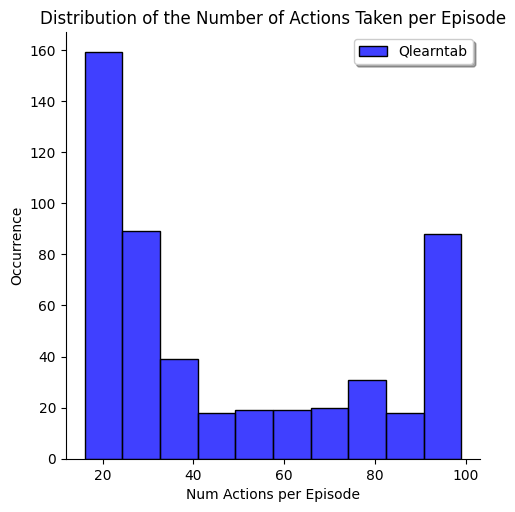 Distribution of the Number of Actions Taken per Episode
Qlearntab
Occurrence
160
140
120
100
80
60
40
20
0
20 40 60 80 100
Num Actions per Episode